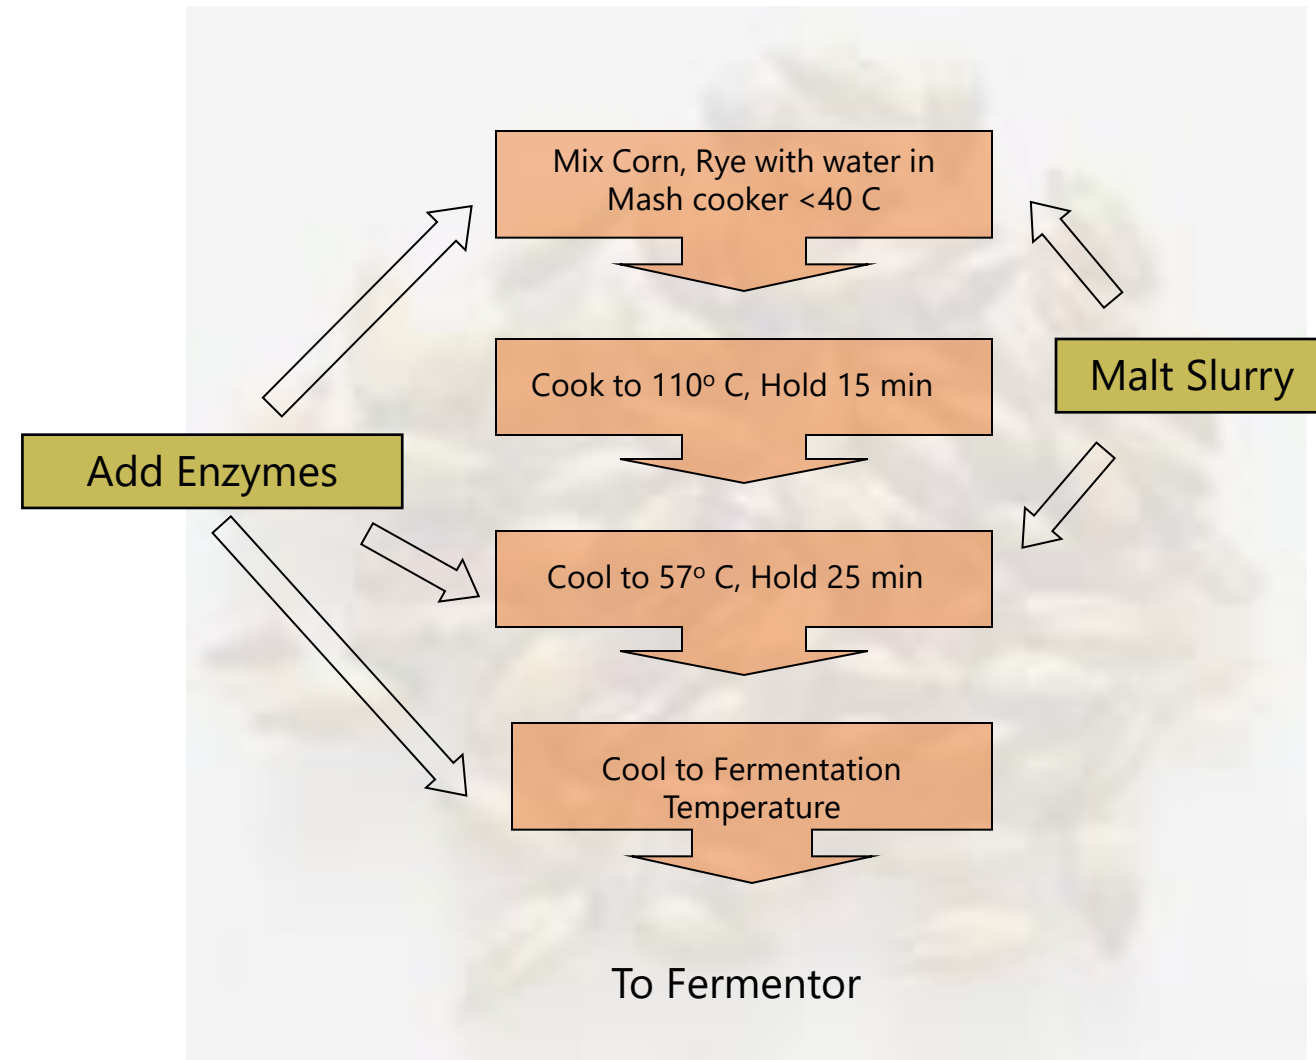 Mix Corn, Rye with water in
Mash cooker <40 C
Cook to 110º C, Hold 15 min
Malt Slurry
Add Enzymes
Cool to 57º C, Hold 25 min
Cool to Fermentation
Temperature
To Fermentor